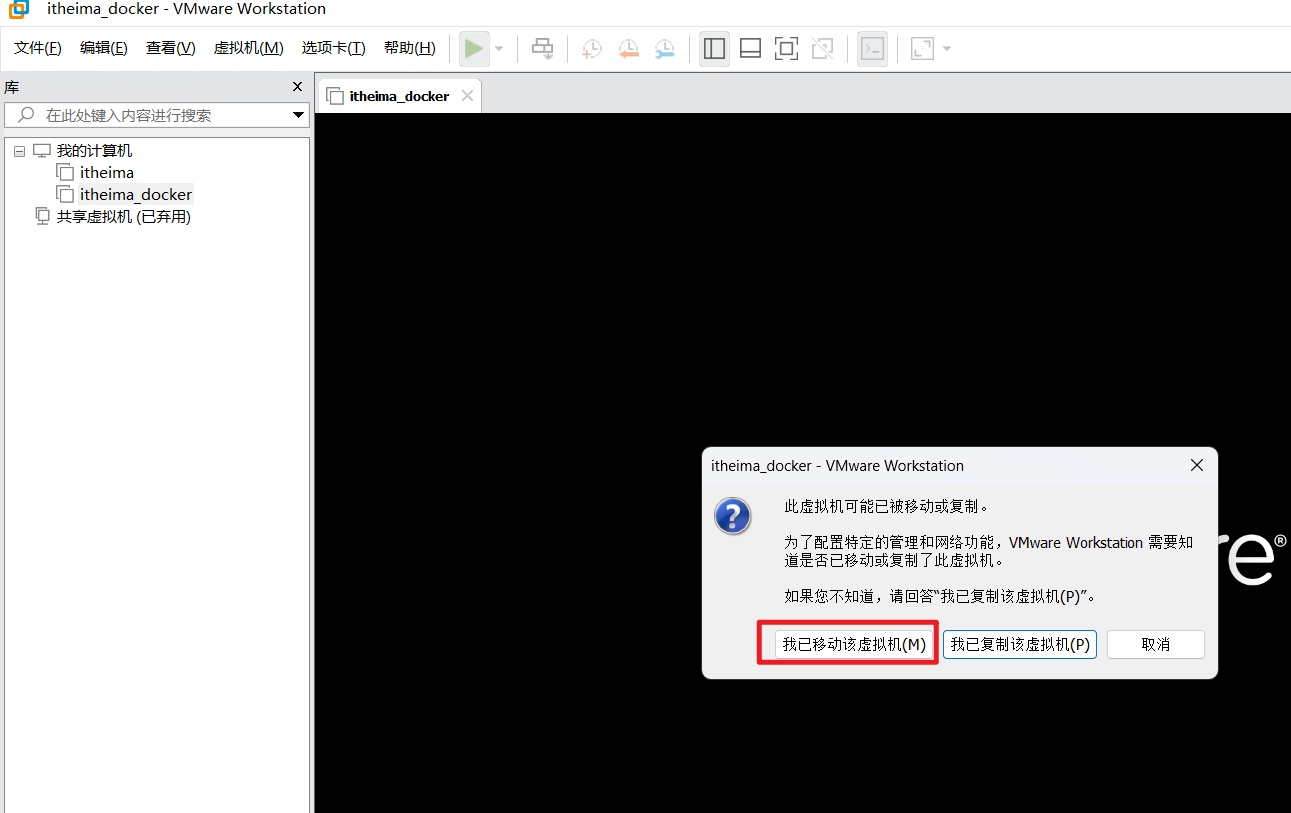 itheima_docker - VMware Workstation
文件(F) 编辑(E) 查看(V) 虚拟机(M) 选项卡(T) 帮助(H)
库
在此处键入内容进行搜索
我的计算机
itheima
itheima_docker
共享虚拟机 (已弃用)
itheima_docker
itheima_docker - VMware Workstation
此虚拟机可能已被移动或复制。
为了配置特定的管理和网络功能，VMware Workstation 需要知
道是否已移动或复制了此虚拟机。
如果您不知道，请回答“我已复制该虚拟机(P)”。
我已移动该虚拟机(M) 我已复制该虚拟机(P) 取消
re®